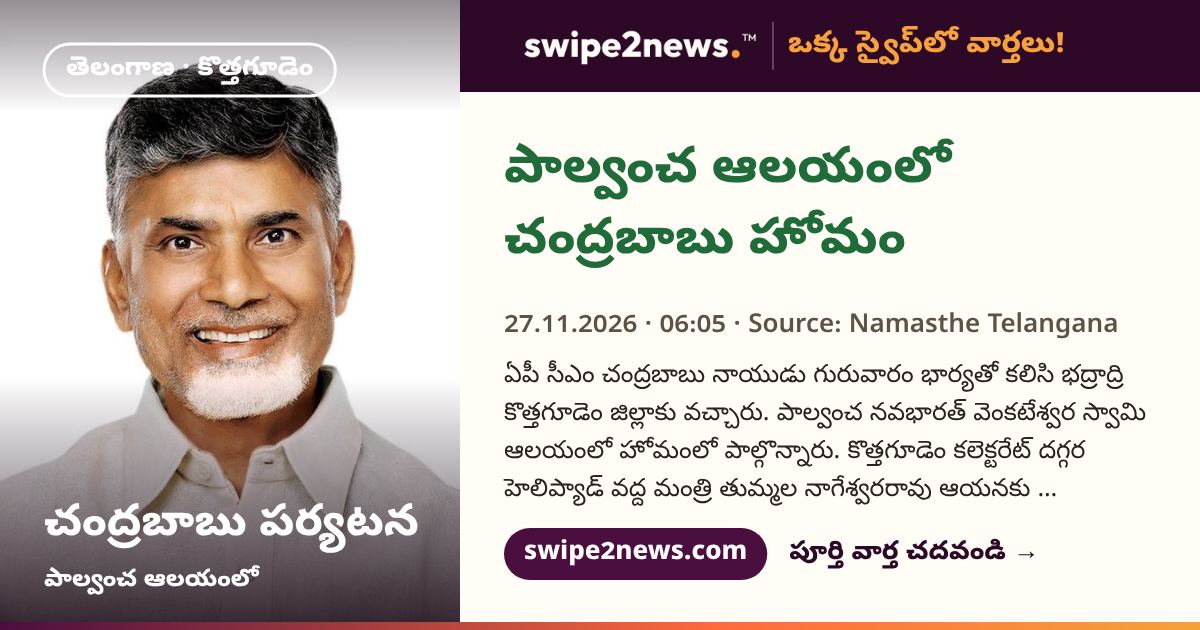 తెలంగాణ · కొత్తగూడెం
చంద్రబాబు పర్యటన
పాల్వంచ ఆలయంలో
swipe2news.™ | ఒక్క స్వైప్‌లో వార్తలు!
పాల్వంచ ఆలయంలో
చంద్రబాబు హోమం
27.11.2026 · 06:05 · Source: Namasthe Telangana
ఏపీ సీఎం చంద్రబాబు నాయుడు గురువారం భార్యతో కలిసి భద్రాద్రి
కొత్తగూడెం జిల్లాకు వచ్చారు. పాల్వంచ నవభారత్ వెంకటేశ్వర స్వామి
ఆలయంలో హోమంలో పాల్గొన్నారు. కొత్తగూడెం కలెక్టరేట్ దగ్గర
హెలిప్యాడ్ వద్ద మంత్రి తుమ్మల నాగేశ్వరరావు ఆయనకు ...
swipe2news.com పూర్తి వార్త చదవండి →